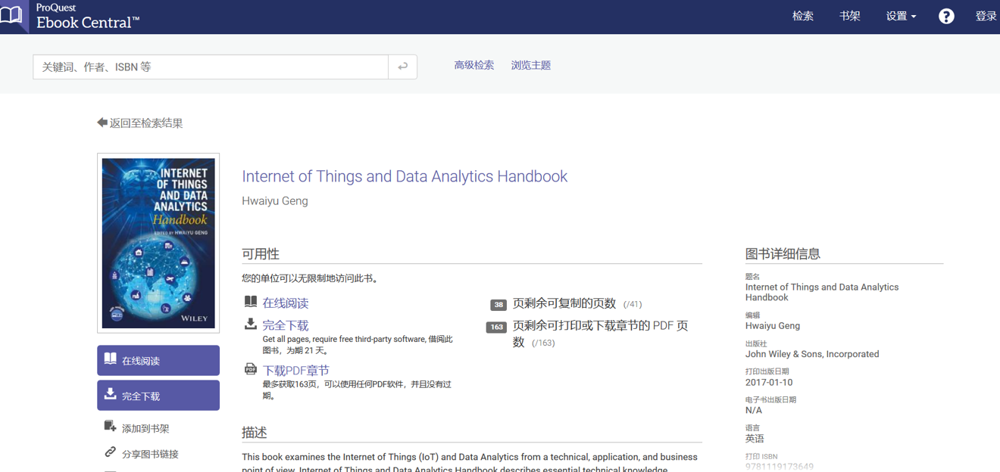 ProQuest
Ebook Central™
检索 书架 设置 ? 登录
关键词、作者、ISBN 等
高级检索 浏览主题
返回至检索结果
INTERNET
OF THINGS
AND DATA
ANALYTICS
Handbook
EDITED BY HWAIYU GENG
WILEY
Internet of Things and Data Analytics Handbook
Hwaiyu Geng
可用性
您的单位可以无限制地访问此书。
在线阅读
完全下载
Get all pages, require free third-party software, 借阅此
图书，为期 21 天。
PDF 下载PDF章节
最多获取163页，可以使用任何PDF软件，并且没有过
期。
38 页剩余可复制的页数 (/41)
163 页剩余可打印或下载章节的 PDF 页
数 (/163)
在线阅读
完全下载
添加到书架
分享图书链接
描述
This book examines the Internet of Things (IoT) and Data Analytics from a technical, application, and business
point of view. Internet of Things and Data Analytics Handbook describes essential technical knowledge,
图书详细信息
题名
Internet of Things and Data Analytics
Handbook
编辑
Hwaiyu Geng
出版社
John Wiley & Sons, Incorporated
打印出版日期
2017-01-10
电子书出版日期
N/A
语言
英语
打印 ISBN
9781119173649